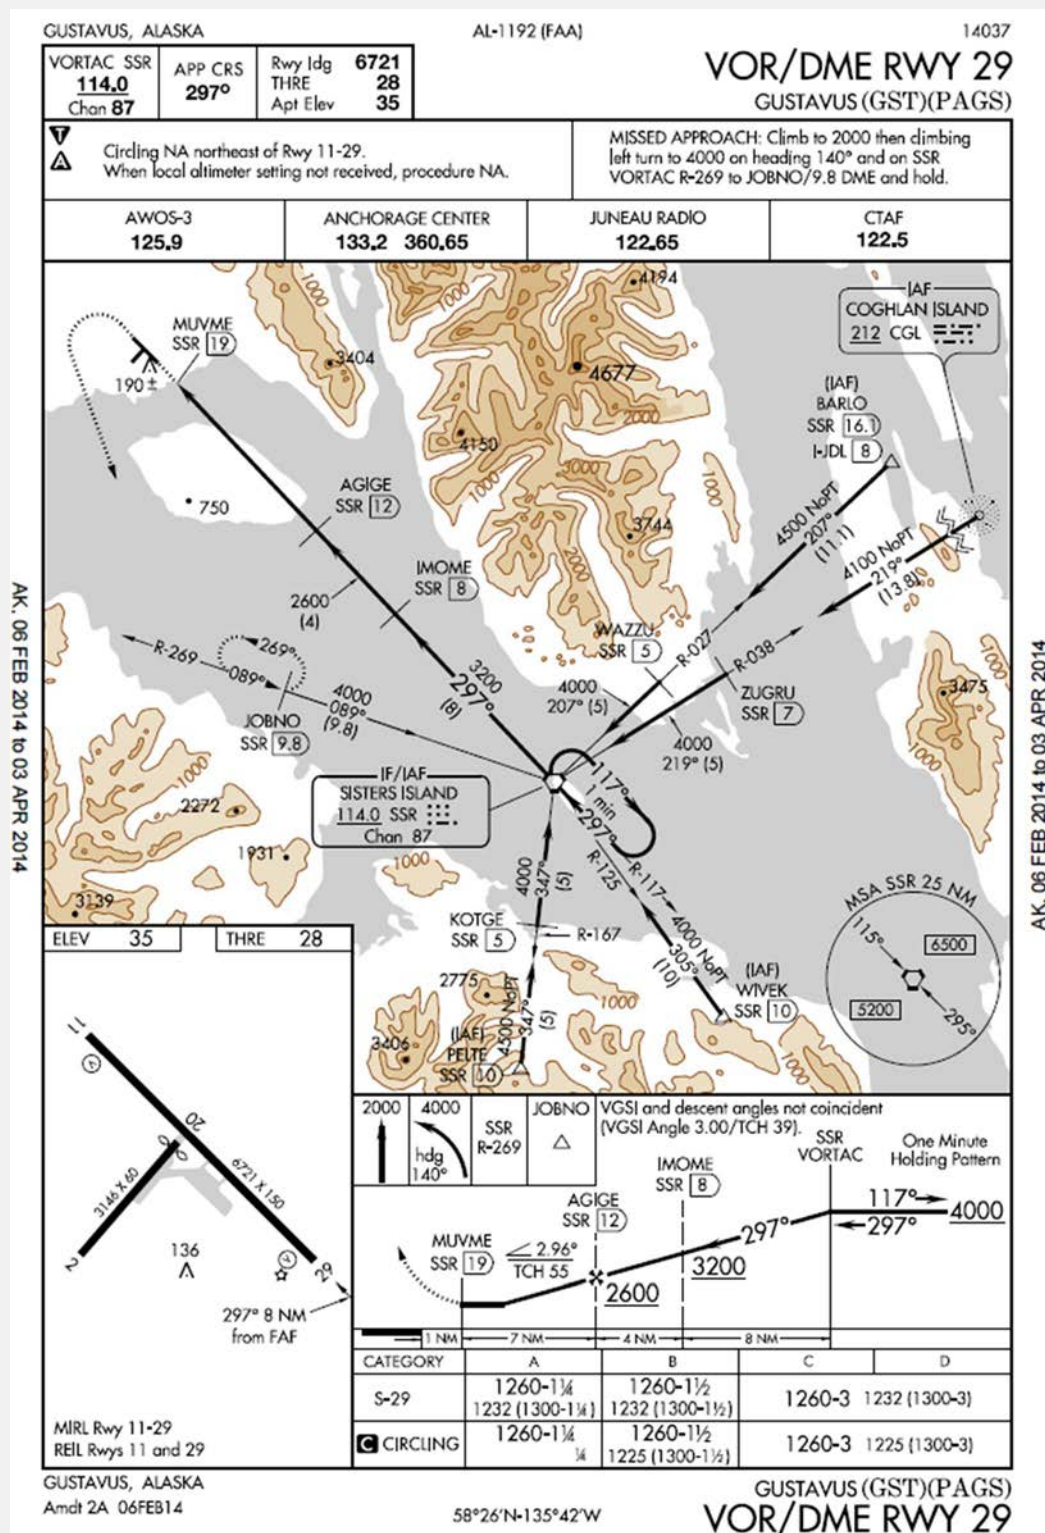 GUSTAVUS, ALASKA
AL-1192 (FAA)
14037
VORTAC SSR
114.0
Chan 87
APP CRS
297°
Rwy ldg 6721
THRE 28
Apt Elev 35
VOR/DME RWY 29
GUSTAVUS (GST)(PAGS)
T
A
Circling NA northeast of Rwy 11-29.
When local altimeter setting not received, procedure NA.
MISSED APPROACH: Climb to 2000 then climbing
left turn to 4000 on heading 140° and on SSR
VORTAC R-269 to JOBNO/9.8 DME and hold.
AWOS-3
125.9
ANCHORAGE CENTER
133.2 360.65
JUNEAU RADIO
122.65
CTAF
122.5
1000
1000
4194
IAF
COGHLAN ISLAND
212 CGL
MUVME
SSR 19
3404
190 ±
4677
2000
(IAF)
BARLO
SSR 16.1
I-JDL 8
4150
3000
1000
1000
AGIGE
SSR 12
750
3744
4500 NoPT
207°
(11.1)
4100 NoPT
219°
(13.8)
2000
IMOME
SSR 8
2600
(4)
WAZZU
SSR 5
R-027
R-038
R-269
089°
269°
3200
297°
(8)
4000
089°
(9.8)
4000
207° (5)
ZUGRU
SSR 7
3475
JOBNO
SSR 9.8
4000
219° (5)
1000
IF/IAF
SISTERS ISLAND
114.0 SSR
Chan 87
117°
1 min
297°
2272
1931
1000
4000
347°
(5)
R-125
R-117
3139
KOTGE
SSR 5
R-167
4000 NoPT
305°
(10)
MSA SSR 25 NM
115°
6500
5200
295°
(IAF)
WIVEK
SSR 10
2775
1000
3406
(IAF)
PELTE
SSR 10
4500 NoPT
347°
(5)
1000
1000
AK, 06 FEB 2014 to 03 APR 2014
AK, 06 FEB 2014 to 03 APR 2014
ELEV 35
THRE 28
11
20
3146 X 60
6721 X 150
2
29
136
V
V
297° 8 NM
from FAF
MIRL Rwy 11-29
REIL Rwys 11 and 29
2000
4000
hdg
140°
SSR
R-269
JOBNO
VGSI and descent angles not coincident
(VGSI Angle 3.00/TCH 39).
SSR
VORTAC
One Minute
Holding Pattern
IMOME
SSR 8
AGIGE
SSR 12
MUVME
SSR 19
2.96°
TCH 55
117°
297°
4000
297°
3200
2600
1 NM
7 NM
4 NM
8 NM
CATEGORY A B C D
S-29
1260-1¼
1232 (1300-1¼)
1260-1½
1232 (1300-1½)
1260-3 1232 (1300-3)
C CIRCLING
1260-1¼
¼
1260-1½
1225 (1300-1½)
1260-3 1225 (1300-3)
GUSTAVUS, ALASKA
Amdt 2A 06FEB14
58°26'N-135°42'W
GUSTAVUS (GST)(PAGS)
VOR/DME RWY 29